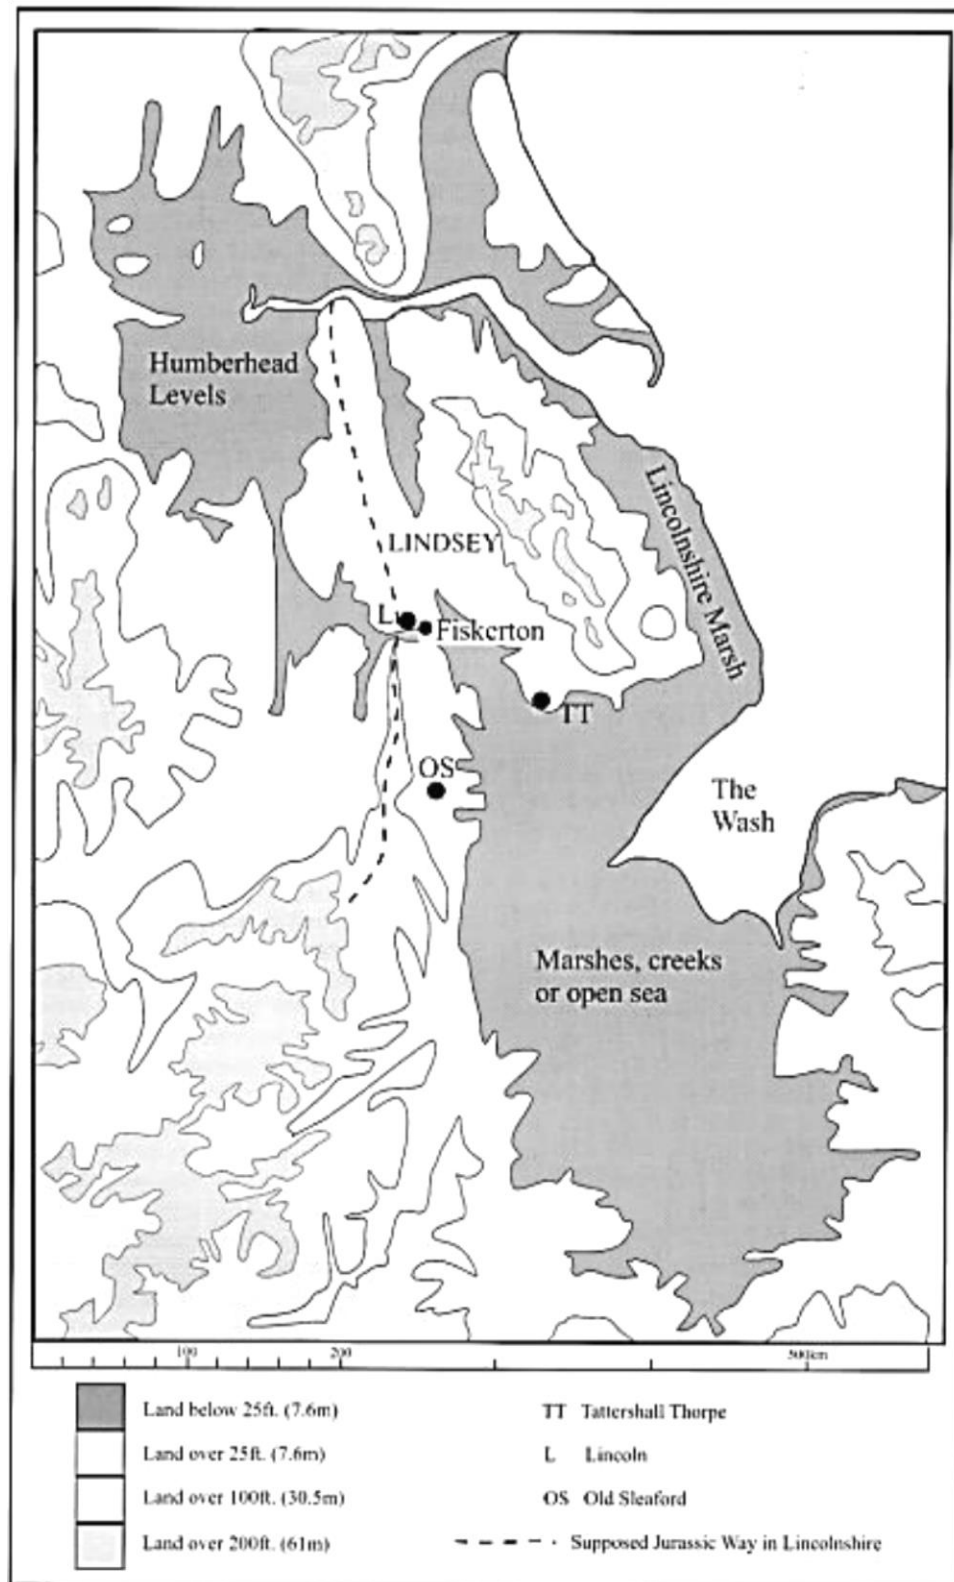 Humberhead
Levels
Lincolnshire Marsh
LINDSEY
L
Fiskerton
TT
OS
The
Wash
Marshes, creeks
or open sea
100 200 500km
Land below 25ft. (7.6m)
Land over 25ft. (7.6m)
Land over 100ft. (30.5m)
Land over 200ft. (61m)
TT Tattershall Thorpe
L Lincoln
OS Old Sleaford
Supposed Jurassic Way in Lincolnshire